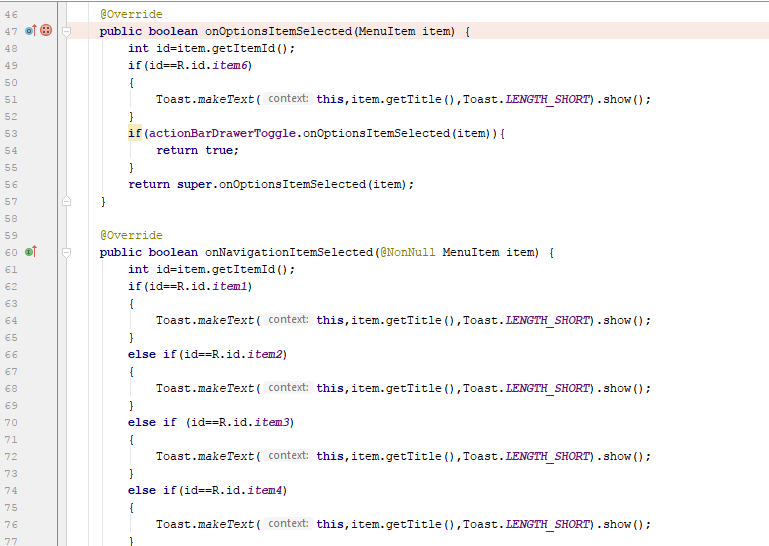 46 @Override
47 public boolean onOptionsItemSelected(MenuItem item) {
48 int id=item.getItemId();
49 if(id==R.id.item6)
50 {
51 Toast.makeText( context: this,item.getTitle(),Toast.LENGTH_SHORT).show();
52 }
53 if(actionBarDrawerToggle.onOptionsItemSelected(item)){
54 return true;
55 }
56 return super.onOptionsItemSelected(item);
57 }
58
59 @Override
60 public boolean onNavigationItemSelected(@NonNull MenuItem item) {
61 int id=item.getItemId();
62 if(id==R.id.item1)
63 {
64 Toast.makeText( context: this,item.getTitle(),Toast.LENGTH_SHORT).show();
65 }
66 else if(id==R.id.item2)
67 {
68 Toast.makeText( context: this,item.getTitle(),Toast.LENGTH_SHORT).show();
69 }
70 else if (id==R.id.item3)
71 {
72 Toast.makeText( context: this,item.getTitle(),Toast.LENGTH_SHORT).show();
73 }
74 else if(id==R.id.item4)
75 {
76 Toast.makeText( context: this,item.getTitle(),Toast.LENGTH_SHORT).show();
77 }